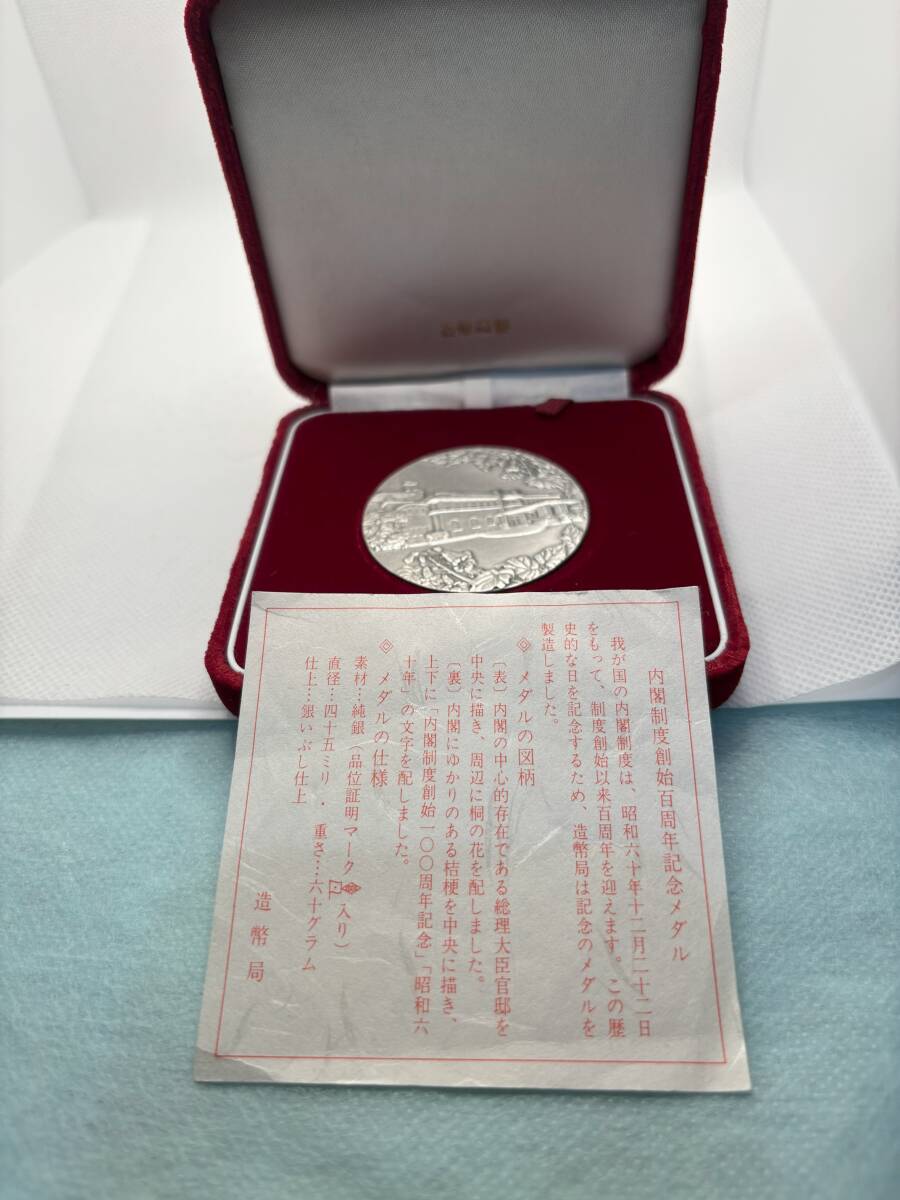 内閣制度創始百周年記念メダル
我が国の内閣制度は、昭和六十年十二月二十二日
をもって、制度創始以来百周年を迎えます。この歴
史的な日を記念するため、造幣局は記念のメダルを
製造しました。
◎ メダルの図柄
〔表〕内閣の中心的存在である総理大臣官邸を
中央に描き、周辺に桐の花を配しました。
〔裏〕内閣にゆかりのある桔梗を中央に描き、
上下に「内閣制度創始一〇〇周年記念」「昭和六
十年」の文字を配しました。
◎ メダルの仕様
素材…純銀（品位証明マーク入り）
直径…四十五ミリ・重さ…六十グラム
仕上…銀いぶし仕上
造幣局